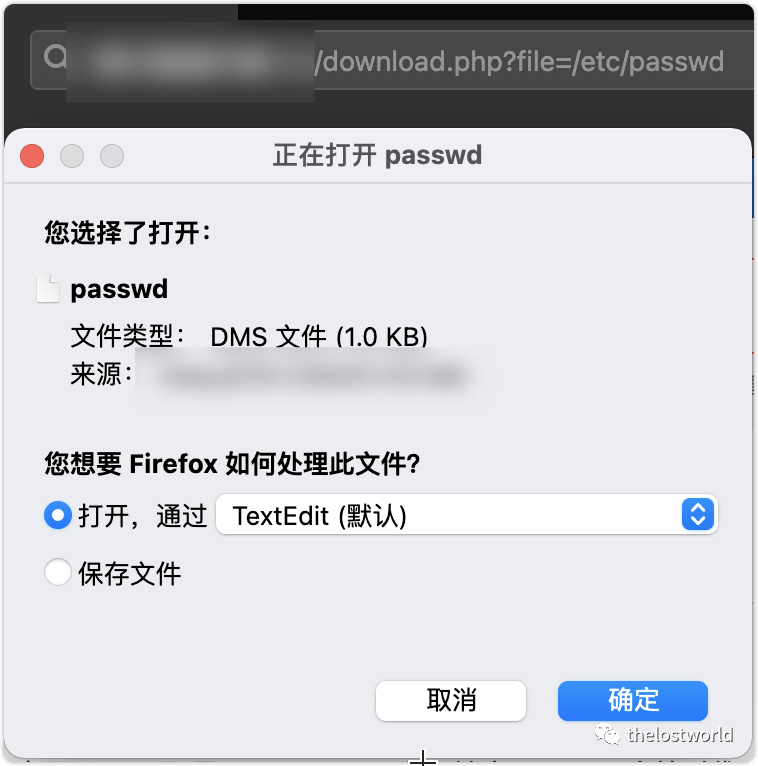 /download.php?file=/etc/passwd
正在打开 passwd
您选择了打开：
passwd
文件类型： DMS 文件 (1.0 KB)
来源：
您想要 Firefox 如何处理此文件?
打开，通过 TextEdit (默认)
保存文件
取消 确定
thelostworld